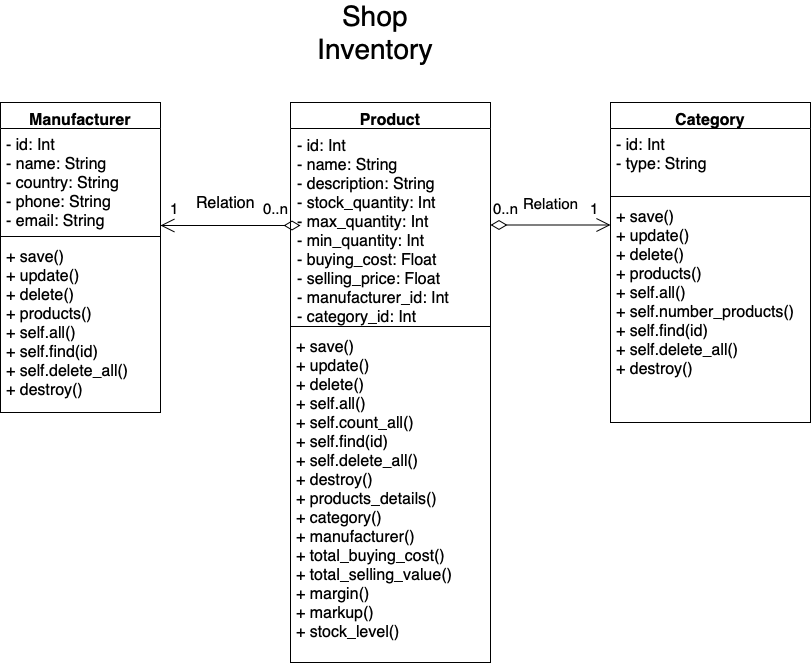 Shop
Inventory
Manufacturer
- id: Int
- name: String
- country: String
- phone: String
- email: String
+ save()
+ update()
+ delete()
+ products()
+ self.all()
+ self.find(id)
+ self.delete_all()
+ destroy()
1
Relation
0..n
Product
- id: Int
- name: String
- description: String
- stock_quantity: Int
- max_quantity: Int
- min_quantity: Int
- buying_cost: Float
- selling_price: Float
- manufacturer_id: Int
- category_id: Int
+ save()
+ update()
+ delete()
+ self.all()
+ self.count_all()
+ self.find(id)
+ self.delete_all()
+ destroy()
+ products_details()
+ category()
+ manufacturer()
+ total_buying_cost()
+ total_selling_value()
+ margin()
+ markup()
+ stock_level()
0..n
Relation
1
Category
- id: Int
- type: String
+ save()
+ update()
+ delete()
+ products()
+ self.all()
+ self.number_products()
+ self.find(id)
+ self.delete_all()
+ destroy()